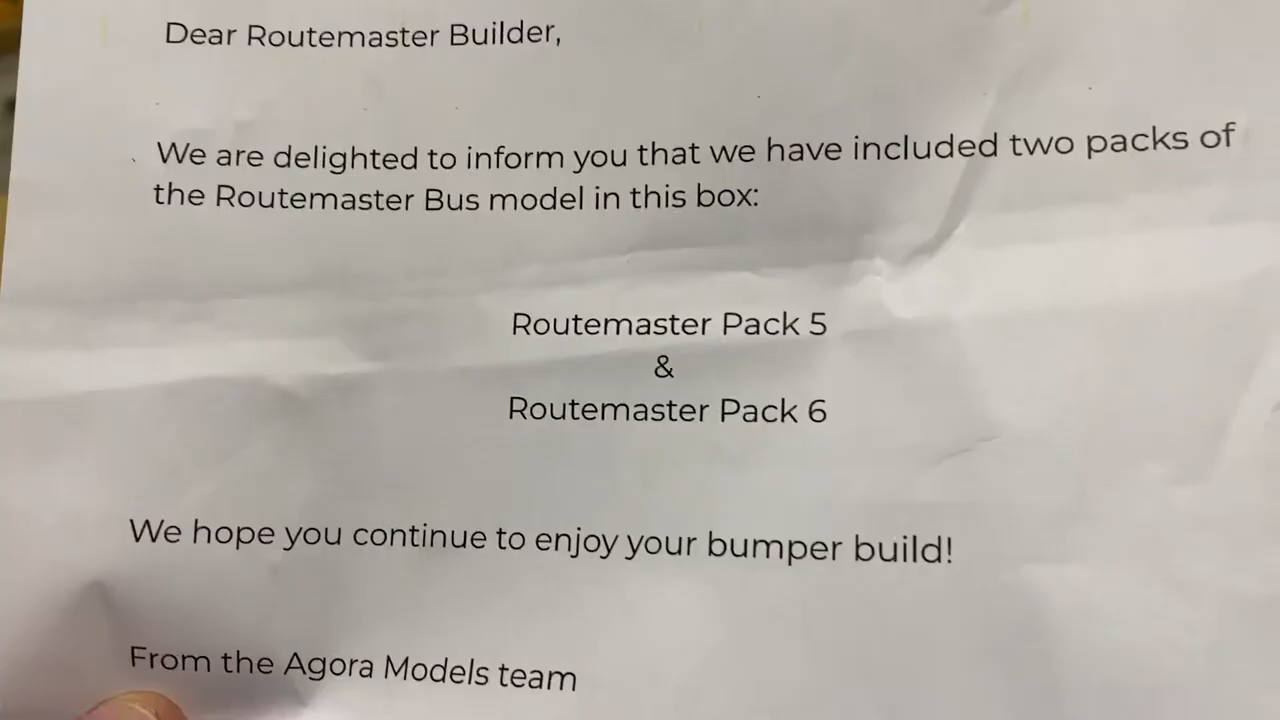 Dear Routemaster Builder,
We are delighted to inform you that we have included two packs of
the Routemaster Bus model in this box:
Routemaster Pack 5
&
Routemaster Pack 6
We hope you continue to enjoy your bumper build!
From the Agora Models team